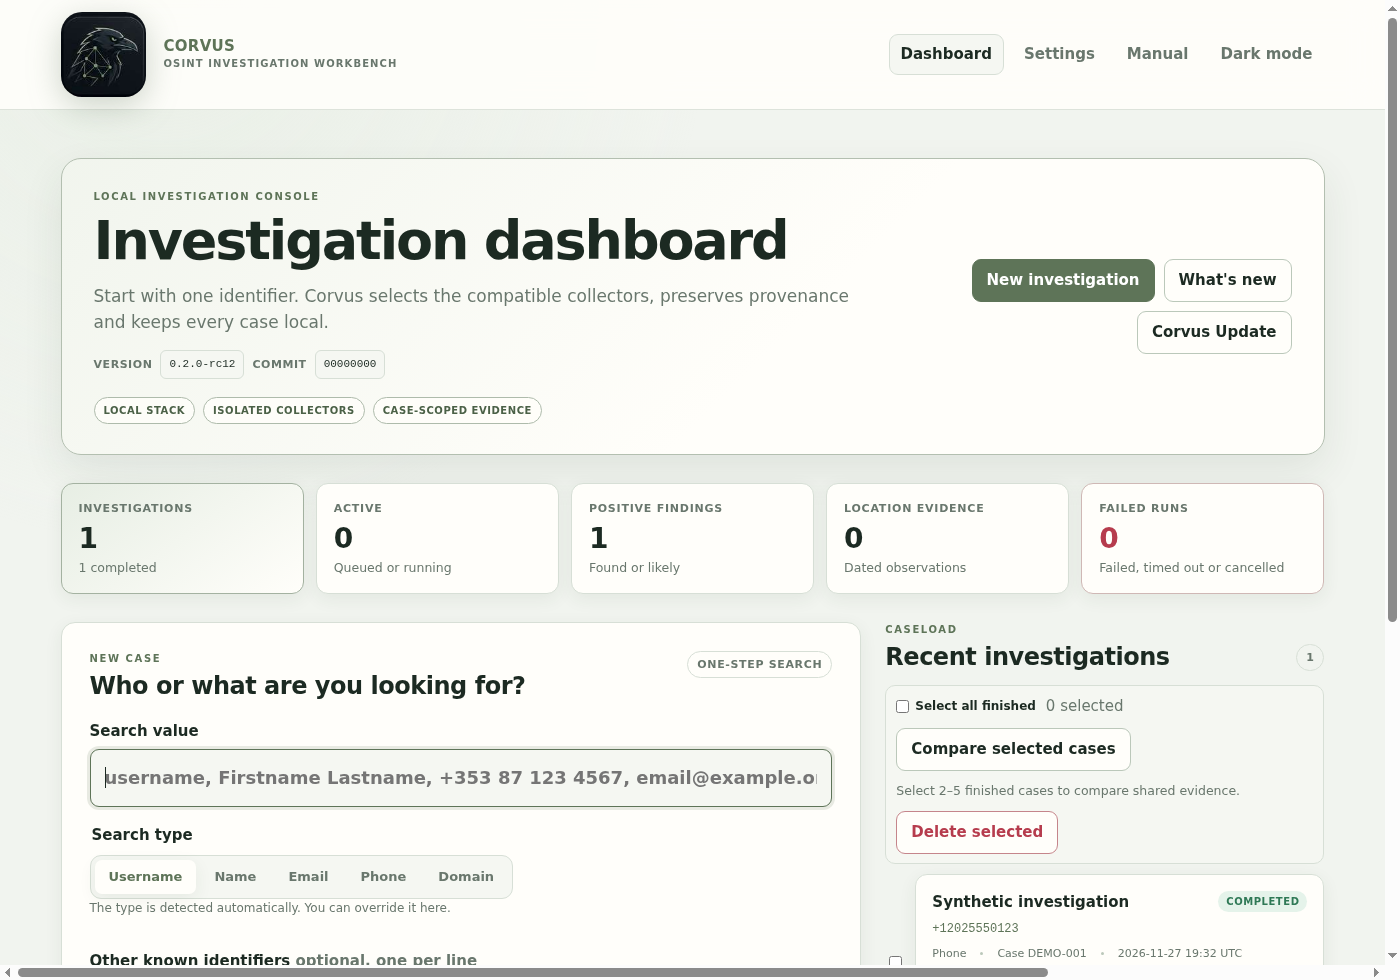 CORVUS
OSINT INVESTIGATION WORKBENCH
Dashboard
Settings
Manual
Dark mode
LOCAL INVESTIGATION CONSOLE
Investigation dashboard
Start with one identifier. Corvus selects the compatible collectors, preserves provenance
and keeps every case local.
New investigation
What's new
Corvus Update
VERSION 0.2.0-rc12 COMMIT 00000000
LOCAL STACK
ISOLATED COLLECTORS
CASE-SCOPED EVIDENCE
INVESTIGATIONS
1
1 completed
ACTIVE
0
Queued or running
POSITIVE FINDINGS
1
Found or likely
LOCATION EVIDENCE
0
Dated observations
FAILED RUNS
0
Failed, timed out or cancelled
NEW CASE
Who or what are you looking for?
ONE-STEP SEARCH
Search value
username, Firstname Lastname, +353 87 123 4567, email@example.o
Search type
Username
Name
Email
Phone
Domain
The type is detected automatically. You can override it here.
Other known identifiers optional, one per line
CASELOAD
Recent investigations
1
Select all finished 0 selected
Compare selected cases
Select 2–5 finished cases to compare shared evidence.
Delete selected
Synthetic investigation
COMPLETED
+12025550123
Phone • Case DEMO-001 • 2026-11-27 19:32 UTC